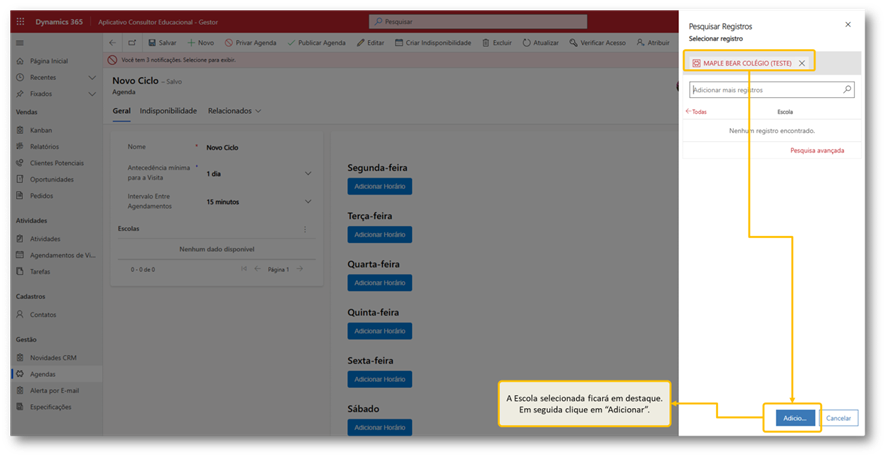 Dynamics 365
Aplicativo Consultor Educacional - Gestor
Pesquisar
Salvar
Novo
Privar Agenda
Publicar Agenda
Editar
Criar Indisponibilidade
Excluir
Atualizar
Verificar Acesso
Atribuir
Você tem 3 notificações. Selecione para exibir.
Página Inicial
Recentes
Fixados
Vendas
Kanban
Relatórios
Clientes Potenciais
Oportunidades
Pedidos
Atividades
Atividades
Agendamentos de Vi...
Tarefas
Cadastros
Contatos
Gestão
Novidades CRM
Agendas
Alerta por E-mail
Especificações
Novo Ciclo - Salvo
Agenda
Geral Indisponibilidade Relacionados
Nome * Novo Ciclo
Antecedência mínima * 1 dia
para a Visita
Intervalo Entre 15 minutos
Agendamentos
Escolas
Nenhum dado disponível
0 - 0 de 0 Página 1
Segunda-feira
Adicionar Horário
Terça-feira
Adicionar Horário
Quarta-feira
Adicionar Horário
Quinta-feira
Adicionar Horário
Sexta-feira
Adicionar Horário
Sábado
Adicionar Horário
Pesquisar Registros
Selecionar registro
MAPLE BEAR COLÉGIO (TESTE)
Adicionar mais registros
Todas Escola
Nenhum registro encontrado.
Pesquisa avançada
A Escola selecionada ficará em destaque.
Em seguida clique em “Adicionar”.
Adicio... Cancelar